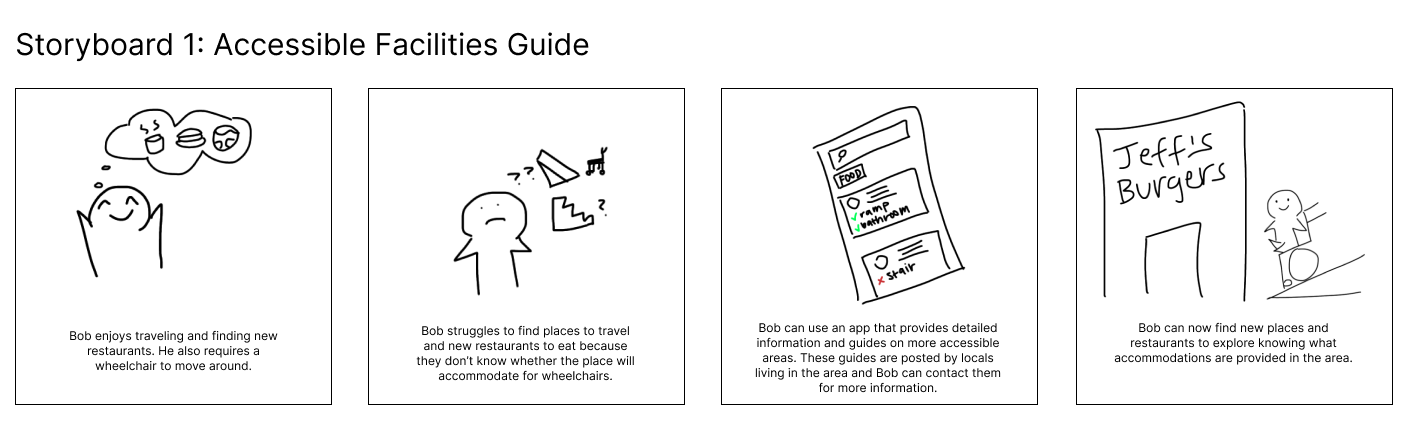 Storyboard 1: Accessible Facilities Guide
? ?
?
Bob enjoys traveling and finding new
restaurants. He also requires a
wheelchair to move around.
Bob struggles to find places to travel
and new restaurants to eat because
they don’t know whether the place will
accommodate for wheelchairs.
FOOD
ramp
bathroom
stair
Bob can use an app that provides detailed
information and guides on more accessible
areas. These guides are posted by locals
living in the area and Bob can contact them
for more information.
Jeff's
Burgers
Bob can now find new places and
restaurants to explore knowing what
accommodations are provided in the area.